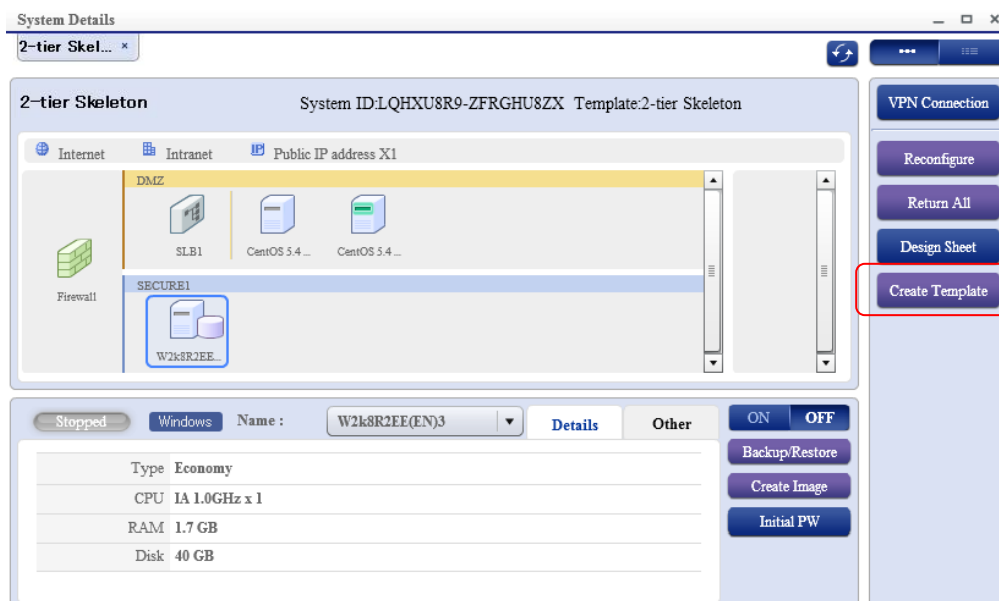 System Details
2-tier Skel... ×
2-tier Skeleton
System ID:LQHXU8R9-ZFRGHU8ZX Template:2-tier Skeleton
VPN Connection
Internet
Intranet
IP
Public IP address X1
Reconfigure
DMZ
Return All
SLB1
CentOS 5.4 ...
CentOS 5.4 ...
Design Sheet
Firewall
SECURE1
Create Template
W2k8R2EE...
Stopped
Windows
Name :
W2k8R2EE(EN)3
Details
Other
ON
OFF
Backup/Restore
Type Economy
Create Image
CPU IA 1.0GHz x 1
Initial PW
RAM 1.7 GB
Disk 40 GB